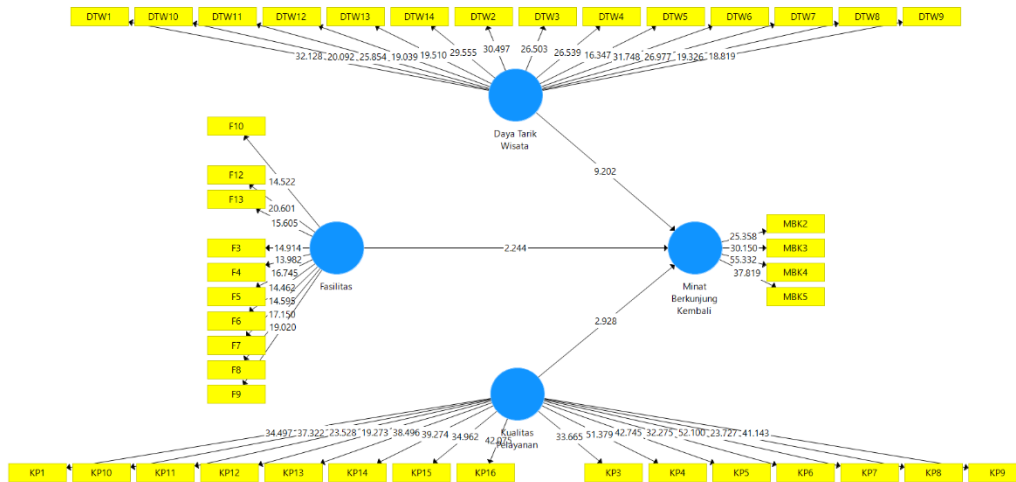 DTW1 DTW10 DTW11 DTW12 DTW13 DTW14 DTW2 DTW3 DTW4 DTW5 DTW6 DTW7 DTW8 DTW9
32.128 20.092 25.854 19.039 19.510 29.555 30.497 26.503 26.539 16.347 31.748 26.977 19.326 18.819
Daya Tarik
Wisata
9.202
F10
F12
F13
F3
F4
F5
F6
F7
F8
F9
14.522
20.601
15.605
14.914
13.982
16.745
14.462
14.595
17.150
19.020
Fasilitas
2.244
Minat
Berkunjung
Kembali
25.358
30.150
55.332
37.819
MBK2
MBK3
MBK4
MBK5
2.928
Kualitas
Pelayanan
34.497 37.322 23.528 19.273 38.496 39.274 34.962 42.075 33.665 51.379 42.745 32.275 52.100 23.727 41.143
KP1 KP10 KP11 KP12 KP13 KP14 KP15 KP16 KP3 KP4 KP5 KP6 KP7 KP8 KP9